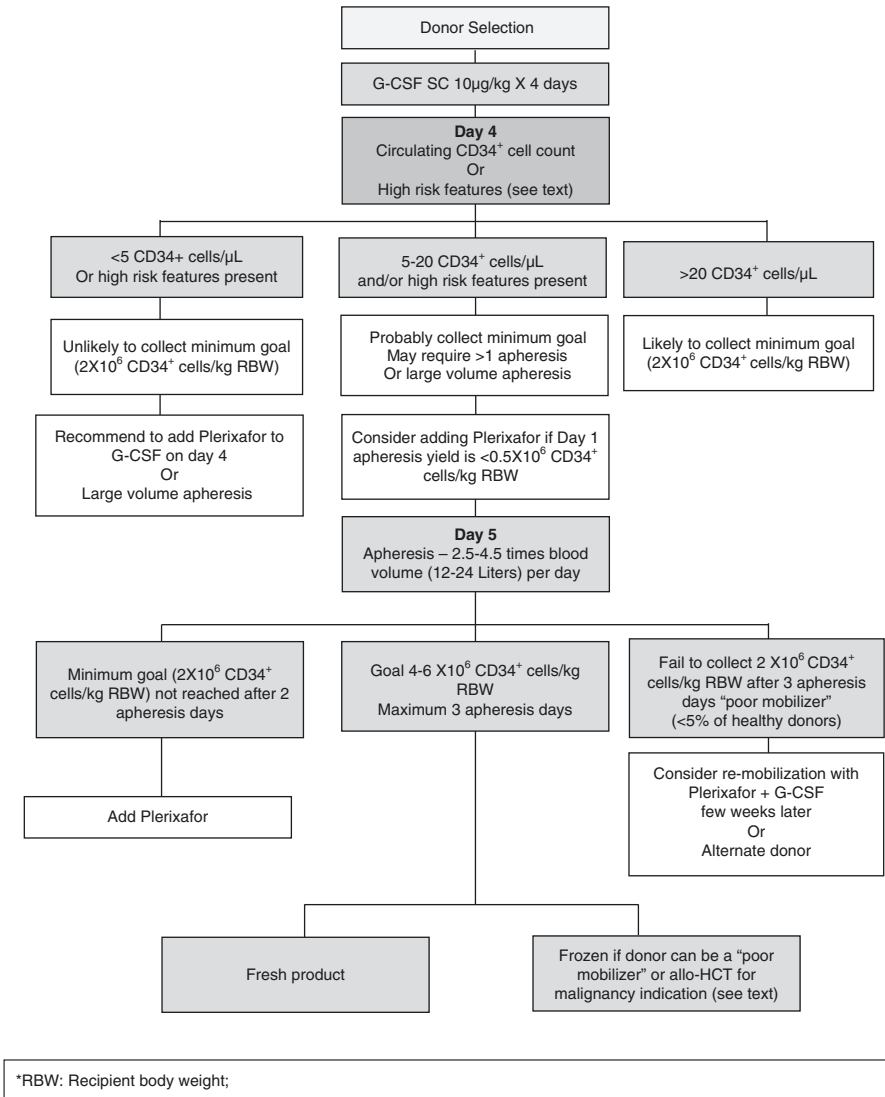 Donor Selection
G-CSF SC 10µg/kg X 4 days
Day 4
Circulating CD34⁺ cell count
Or
High risk features (see text)
<5 CD34+ cells/µL
Or high risk features present
5-20 CD34⁺ cells/µL
and/or high risk features present
>20 CD34⁺ cells/µL
Unlikely to collect minimum goal
(2X10⁶ CD34⁺ cells/kg RBW)
Probably collect minimum goal
May require >1 apheresis
Or large volume apheresis
Likely to collect minimum goal
(2X10⁶ CD34⁺ cells/kg RBW)
Recommend to add Plerixafor to
G-CSF on day 4
Or
Large volume apheresis
Consider adding Plerixafor if Day 1
apheresis yield is <0.5X10⁶ CD34⁺
cells/kg RBW
Day 5
Apheresis – 2.5-4.5 times blood
volume (12-24 Liters) per day
Minimum goal (2X10⁶ CD34⁺
cells/kg RBW) not reached after 2
apheresis days
Goal 4-6 X10⁶ CD34⁺ cells/kg
RBW
Maximum 3 apheresis days
Fail to collect 2 X10⁶ CD34⁺
cells/kg RBW after 3 apheresis
days “poor mobilizer”
(<5% of healthy donors)
Add Plerixafor
Consider re-mobilization with
Plerixafor + G-CSF
few weeks later
Or
Alternate donor
Fresh product
Frozen if donor can be a “poor
mobilizer” or allo-HCT for
malignancy indication (see text)
*RBW: Recipient body weight;